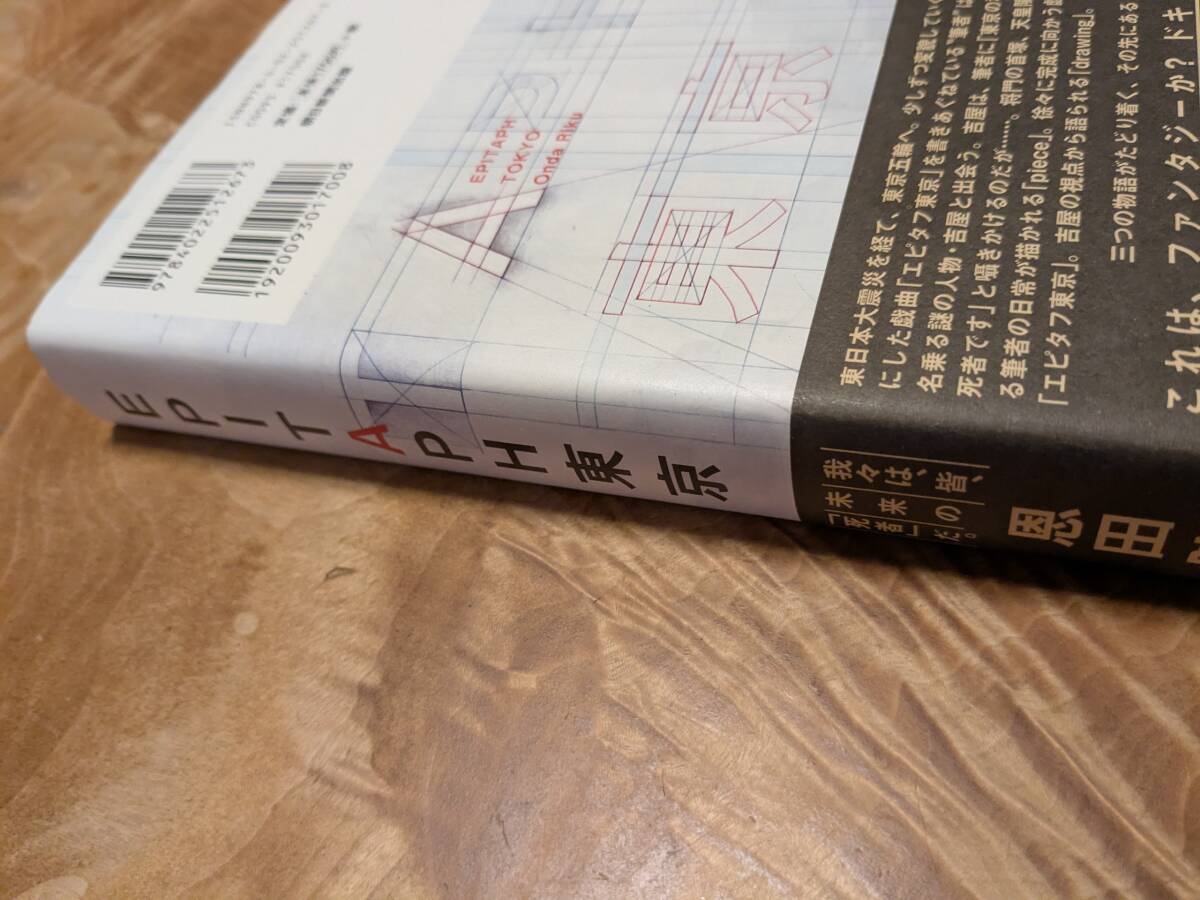 9784022513673
1920093017008
EPITAPH
TOKYO
Onda Riku
東京
EPITAPH東京
我々は、皆、
未来の
「死者」だ。
恩田
東日本大震災を経て、東京五輪へ。少しずつ変貌していく
にした戯曲「エピタフ東京」を書きあぐねている“筆者”は
名乗る謎の人物・吉屋と出会う。吉屋は、筆者に「東京の
死者です」と囁きかけるのだが……。将門の首塚、天皇陵
る筆者の日常が描かれる「piece」。徐々に完成に向かう
「エピタフ東京」。吉屋の視点から語られる「drawing」。
三つの物語がたどり着く、その先にある
これは、ファンタジーか？ドキ